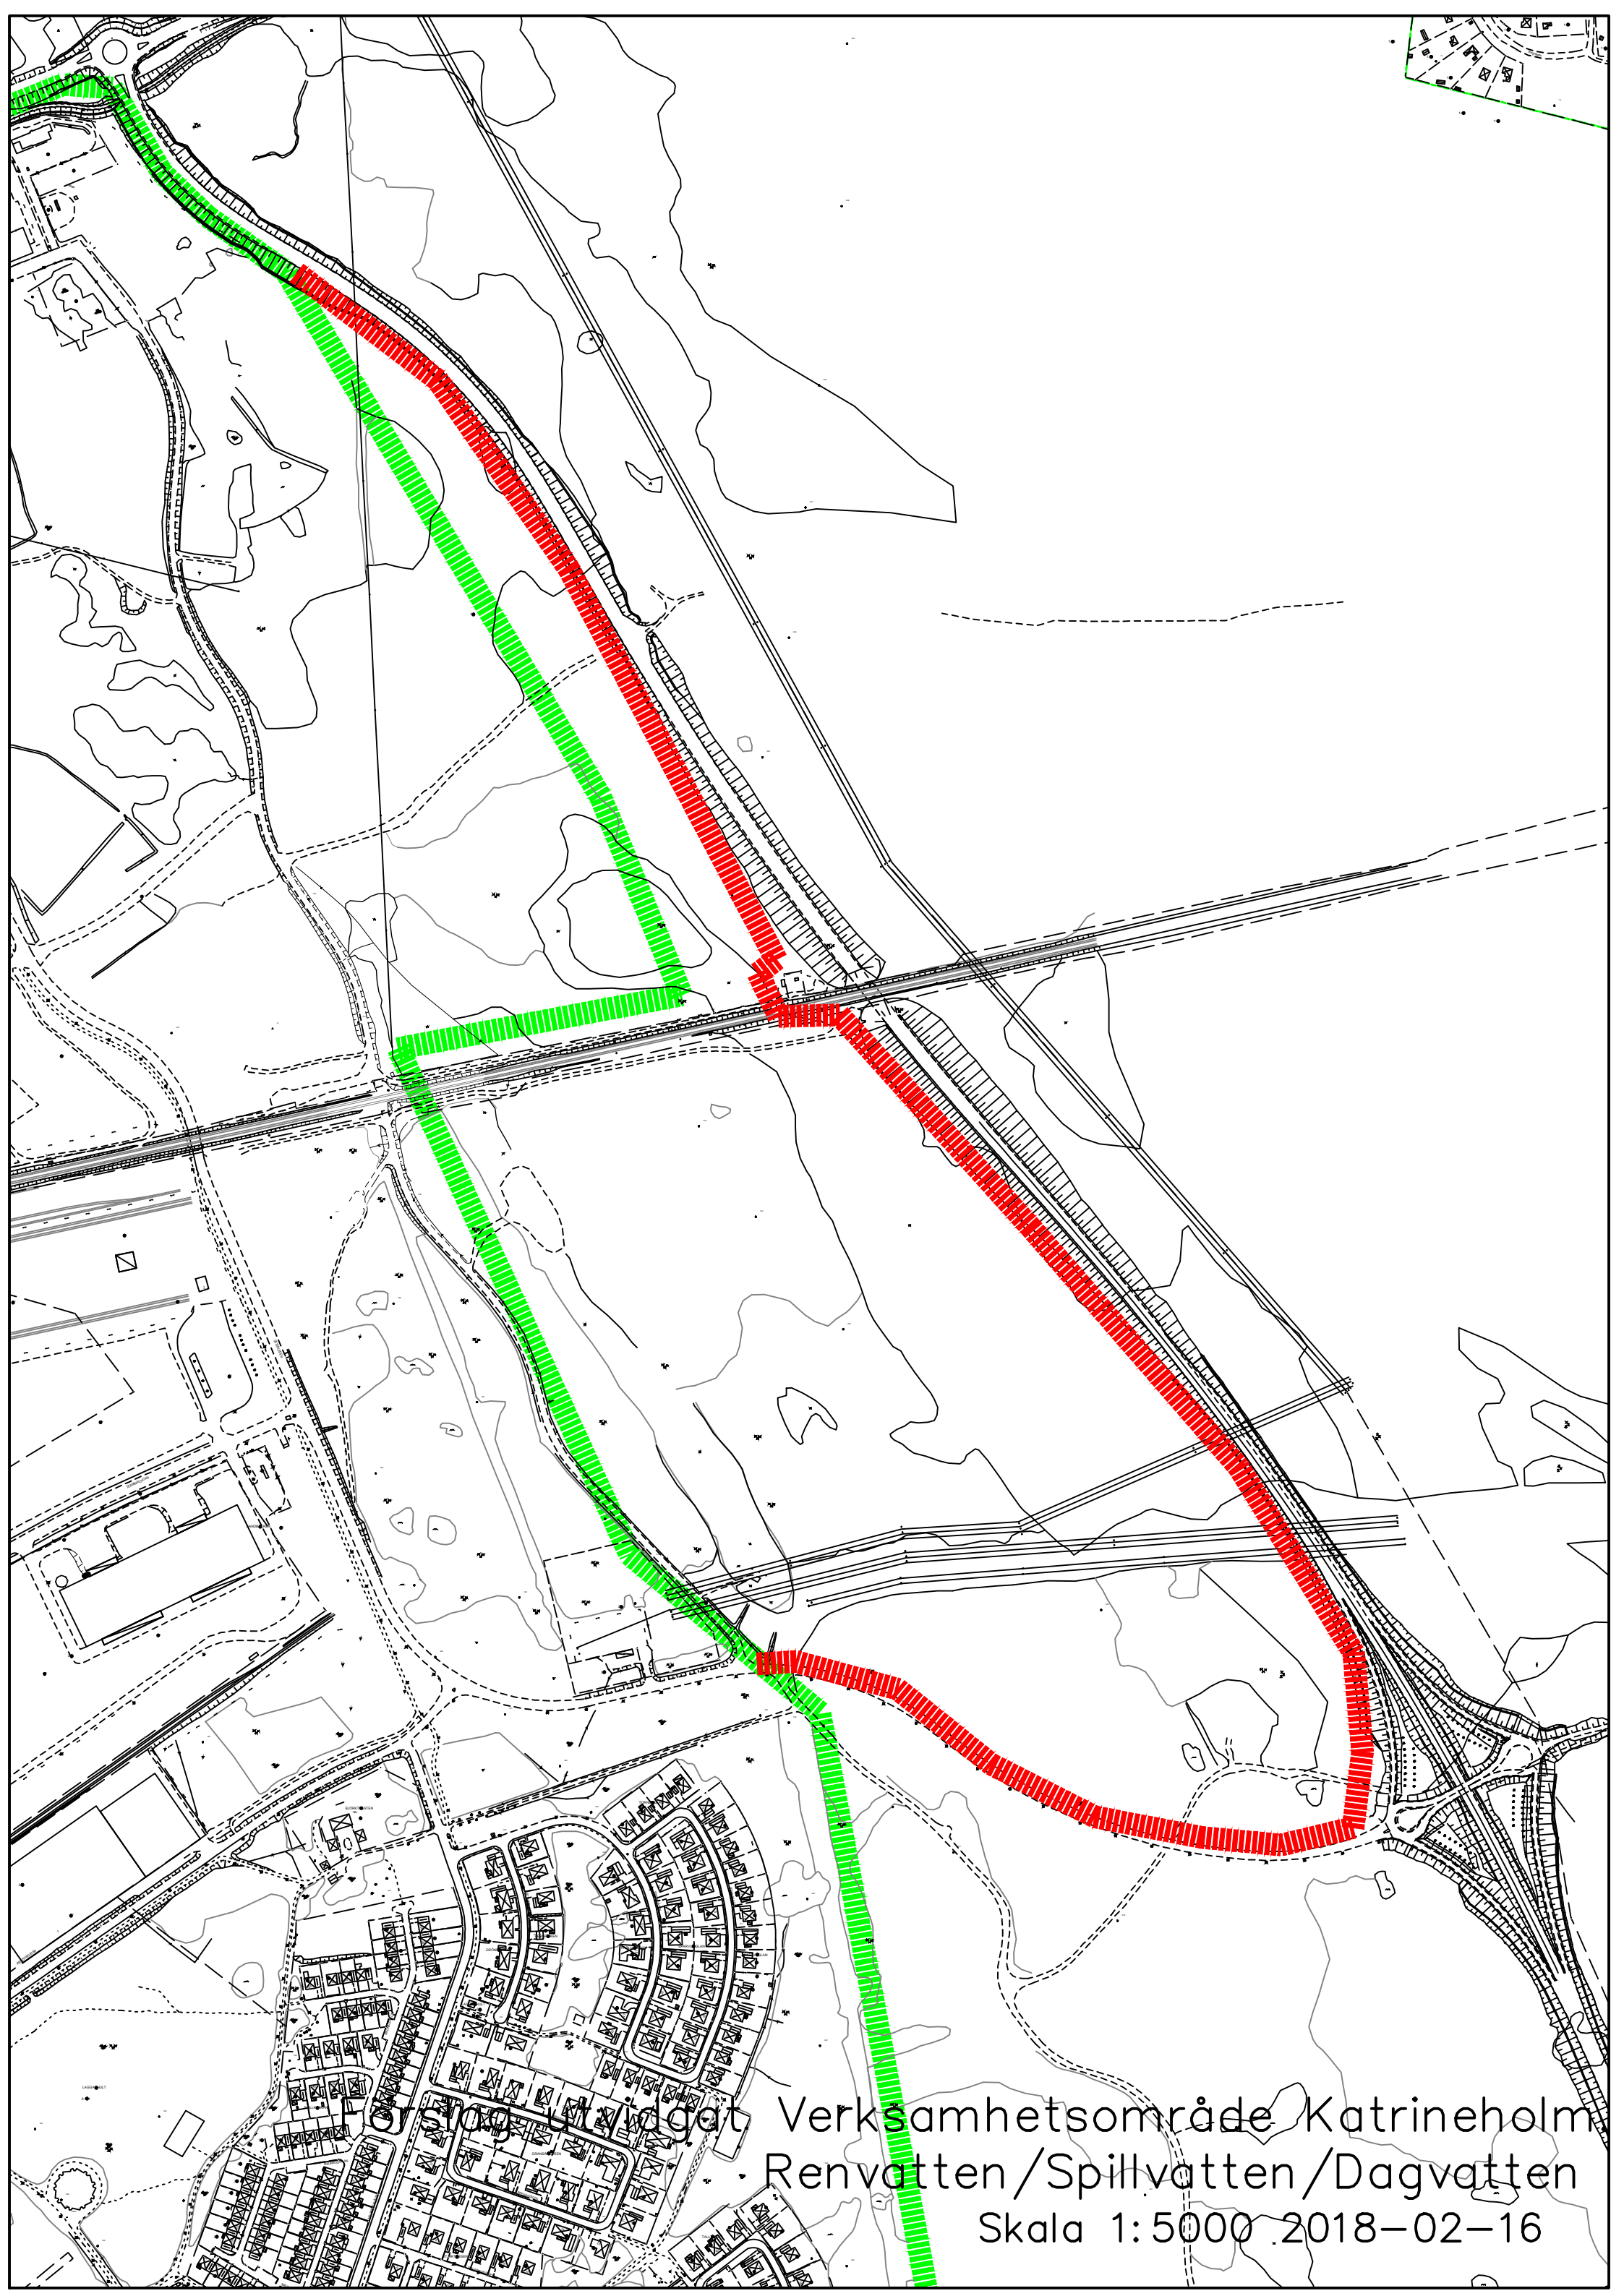 Förslag utvidgat Verksamhetsområde Katrineholm
Renvatten/Spillvatten/Dagvatten
Skala 1:5000 2018-02-16